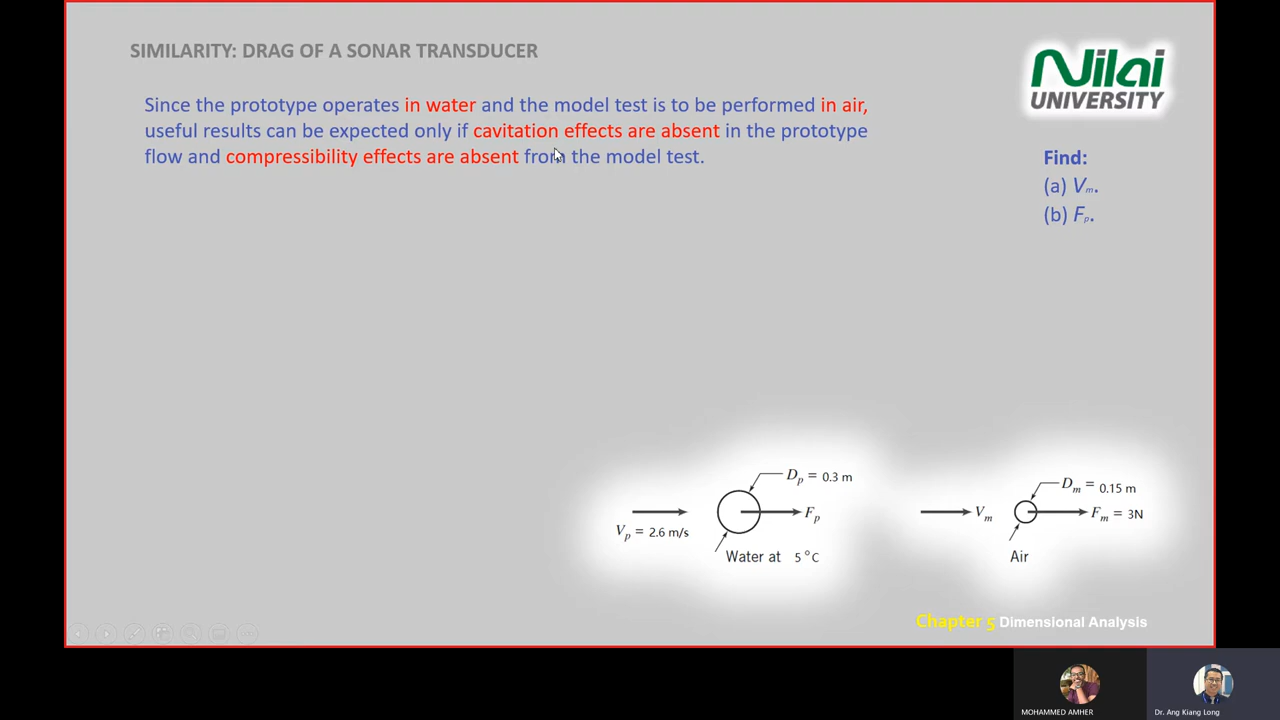 SIMILARITY: DRAG OF A SONAR TRANSDUCER
Nilai
UNIVERSITY
Since the prototype operates in water and the model test is to be performed in air,
useful results can be expected only if cavitation effects are absent in the prototype
flow and compressibility effects are absent from the model test.
Find:
(a) Vm.
(b) Fp.
Dp = 0.3 m
Fp
Vp = 2.6 m/s
Water at 5°C
Vm
Dm = 0.15 m
Fm = 3N
Air
Chapter 5 Dimensional Analysis
MOHAMMED AMHER
Dr. Ang Kiang Long